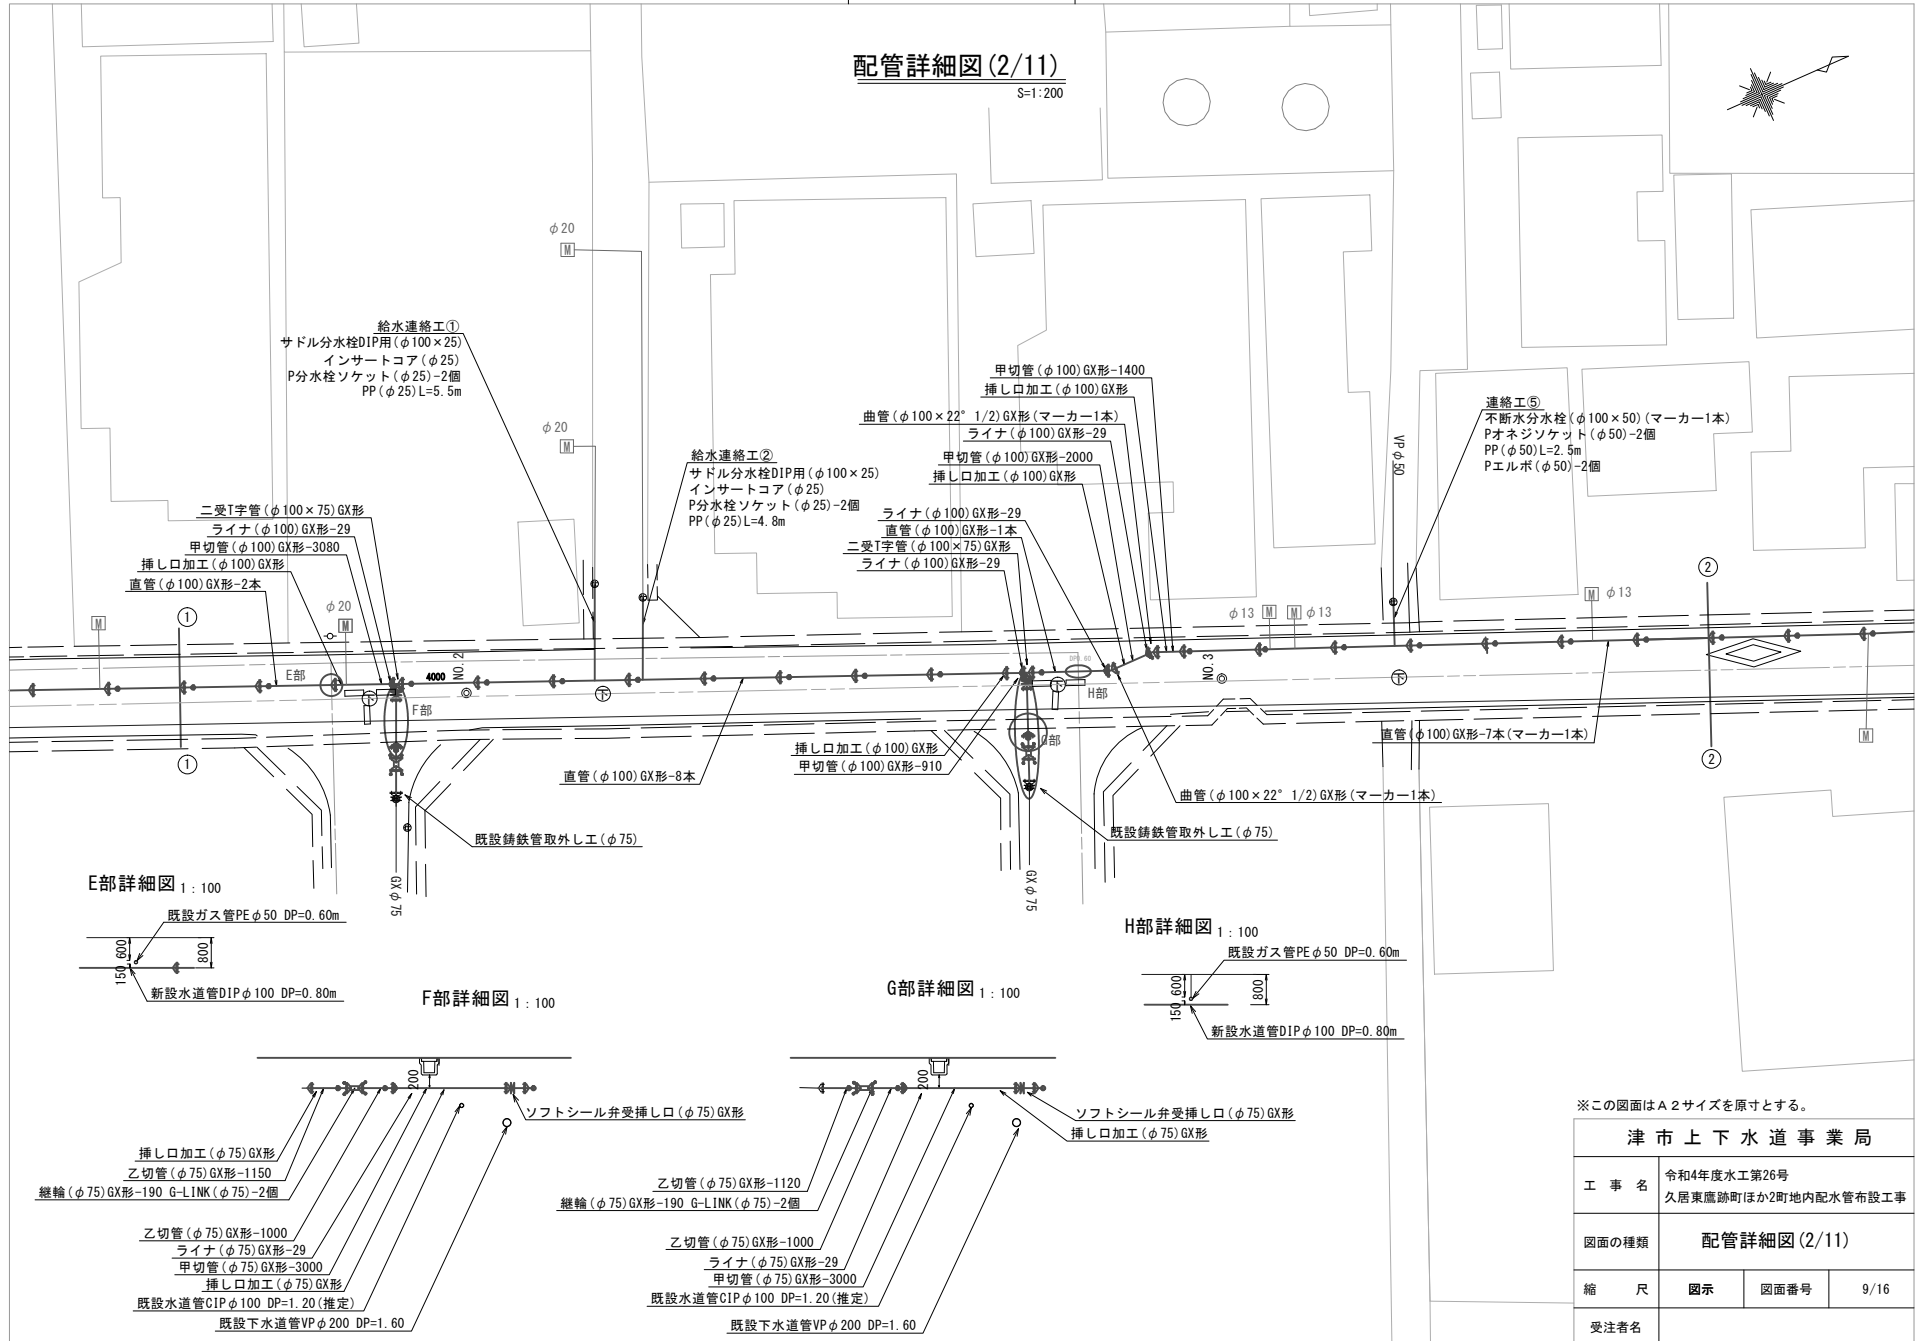 配管詳細図(2/11)
S=1:200
φ20
M
給水連絡工①
サドル分水栓DIP用(φ100×25)
インサートコア(φ25)
P分水栓ソケット(φ25)-2個
PP(φ25)L=5.5m
φ20
M
給水連絡工②
サドル分水栓DIP用(φ100×25)
インサートコア(φ25)
P分水栓ソケット(φ25)-2個
PP(φ25)L=4.8m
甲切管(φ100)GX形-1400
挿し口加工(φ100)GX形
曲管(φ100×22°1/2)GX形(マーカー1本)
ライナ(φ100)GX形-29
甲切管(φ100)GX形-2000
挿し口加工(φ100)GX形
ライナ(φ100)GX形-29
直管(φ100)GX形-1本
二受T字管(φ100×75)GX形
ライナ(φ100)GX形-29
VPφ50
連絡工⑤
不断水分水栓(φ100×50)(マーカー1本)
Pオネジソケット(φ50)-2個
PP(φ50)L=2.5m
Pエルボ(φ50)-2個
二受T字管(φ100×75)GX形
ライナ(φ100)GX形-29
甲切管(φ100)GX形-3080
挿し口加工(φ100)GX形
直管(φ100)GX形-2本
M
①
φ20
M
φ13
M
M
φ13
M
φ13
②
E部
F部
4000
NO.2
下
下
DP0.60
下
H部
G部
NO.3
下
①
②
M
挿し口加工(φ100)GX形
甲切管(φ100)GX形-910
直管(φ100)GX形-8本
直管(φ100)GX形-7本(マーカー1本)
曲管(φ100×22°1/2)GX形(マーカー1本)
既設鋳鉄管取外し工(φ75)
既設鋳鉄管取外し工(φ75)
GXφ75
GXφ75
E部詳細図 1:100
既設ガス管PEφ50 DP=0.60m
600
150
800
新設水道管DIPφ100 DP=0.80m
H部詳細図 1:100
既設ガス管PEφ50 DP=0.60m
600
150
800
新設水道管DIPφ100 DP=0.80m
F部詳細図 1:100
200
ソフトシール弁受挿し口(φ75)GX形
挿し口加工(φ75)GX形
乙切管(φ75)GX形-1150
継輪(φ75)GX形-190 G-LINK(φ75)-2個
乙切管(φ75)GX形-1000
ライナ(φ75)GX形-29
甲切管(φ75)GX形-3000
挿し口加工(φ75)GX形
既設水道管CIPφ100 DP=1.20(推定)
既設下水道管VPφ200 DP=1.60
G部詳細図 1:100
200
ソフトシール弁受挿し口(φ75)GX形
挿し口加工(φ75)GX形
乙切管(φ75)GX形-1120
継輪(φ75)GX形-190 G-LINK(φ75)-2個
乙切管(φ75)GX形-1000
ライナ(φ75)GX形-29
甲切管(φ75)GX形-3000
既設水道管CIPφ100 DP=1.20(推定)
既設下水道管VPφ200 DP=1.60
※この図面はA2サイズを原寸とする。
津市上下水道事業局
工事名
令和4年度水工第26号
久居東鷹跡町ほか2町地内配水管布設工事
図面の種類
配管詳細図(2/11)
縮尺
図示
図面番号
9/16
受注者名